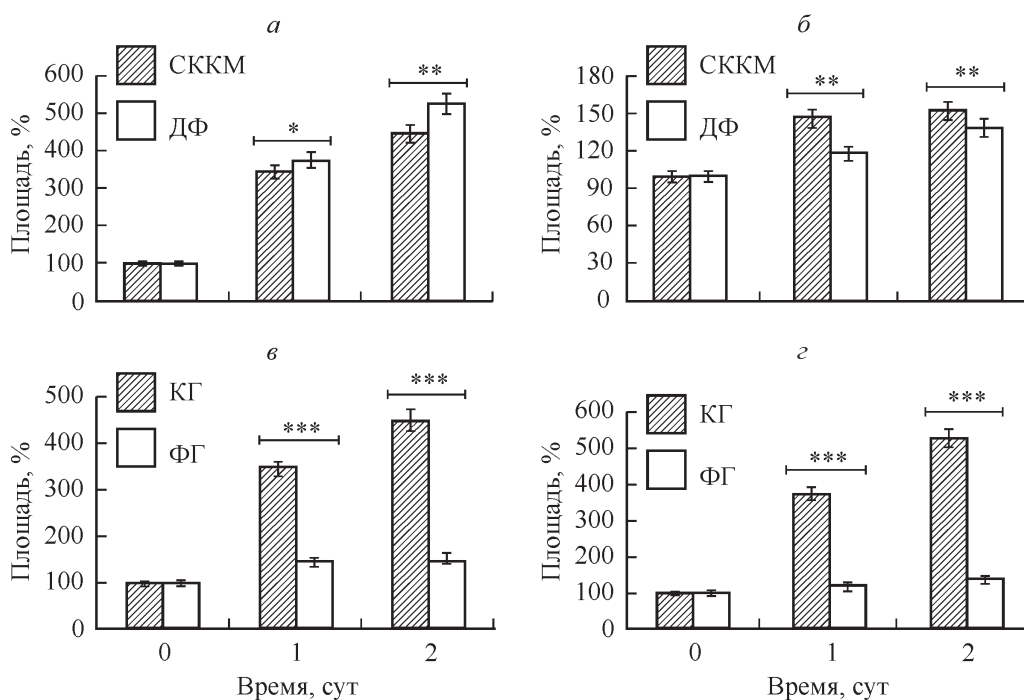 а
Площадь, %
600
500
400
300
200
100
0
СККМ
ДФ
*
**
б
Площадь, %
180
150
120
90
60
30
0
СККМ
ДФ
**
**
в
Площадь, %
500
400
300
200
100
0
КГ
ФГ
***
***
0
1
2
Время, сут
г
Площадь, %
600
500
400
300
200
100
0
КГ
ФГ
***
***
0
1
2
Время, сут